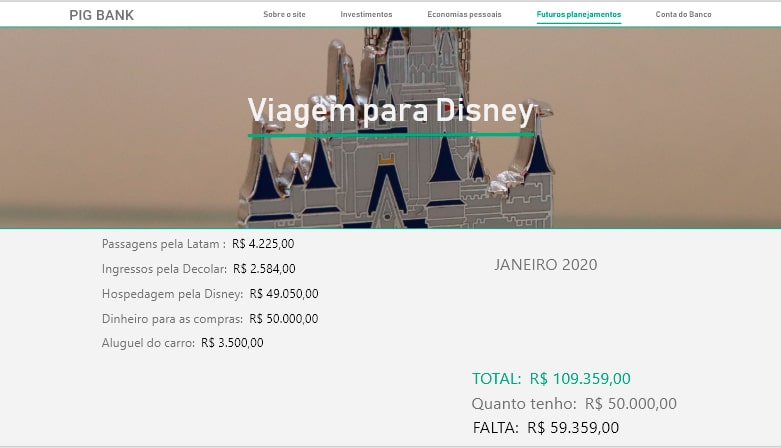 PIG BANK
Sobre o site Investimentos Economias pessoais Futuros planejamentos Conta do Banco
Viagem para Disney
Passagens pela Latam : R$ 4.225,00
Ingressos pela Decolar: R$ 2.584,00
Hospedagem pela Disney: R$ 49.050,00
Dinheiro para as compras: R$ 50.000,00
Aluguel do carro: R$ 3.500,00
JANEIRO 2020
TOTAL: R$ 109.359,00
Quanto tenho: R$ 50.000,00
FALTA: R$ 59.359,00